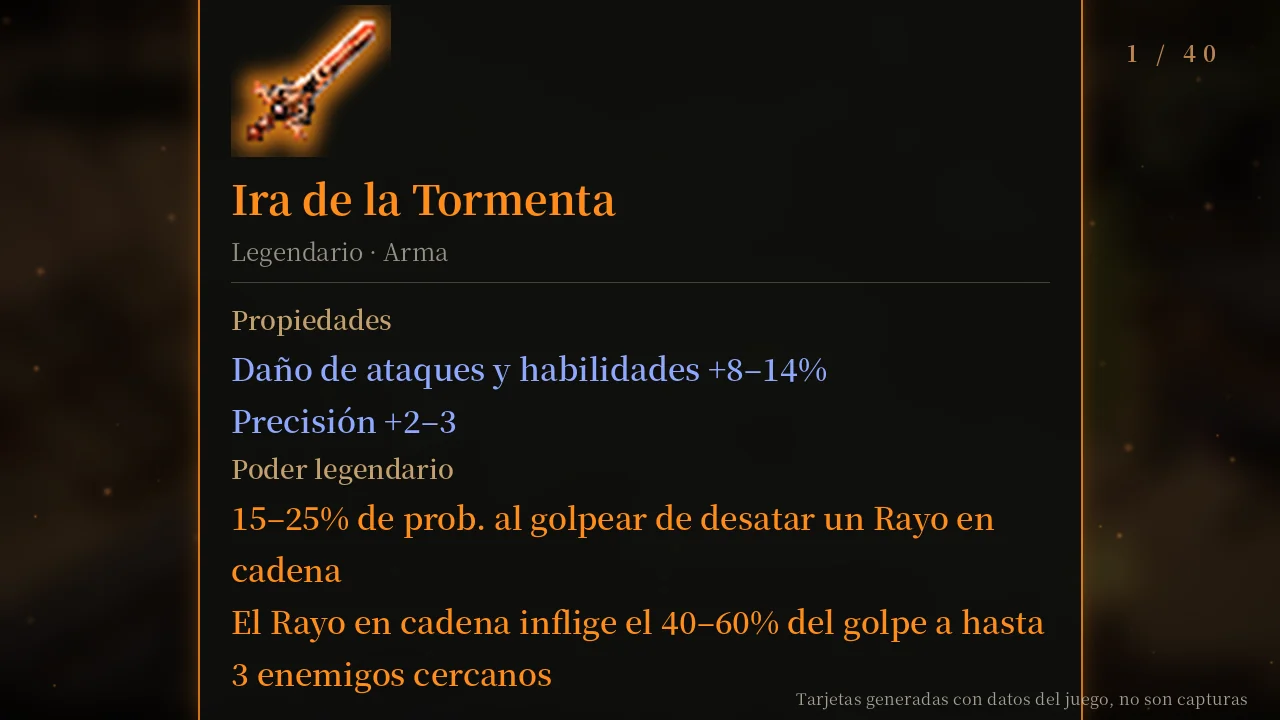 1 / 40
Ira de la Tormenta
Legendario · Arma
Propiedades
Daño de ataques y habilidades +8–14%
Precisión +2–3
Poder legendario
15–25% de prob. al golpear de desatar un Rayo en
cadena
El Rayo en cadena inflige el 40–60% del golpe a hasta
3 enemigos cercanos
Tarjetas generadas con datos del juego, no son capturas